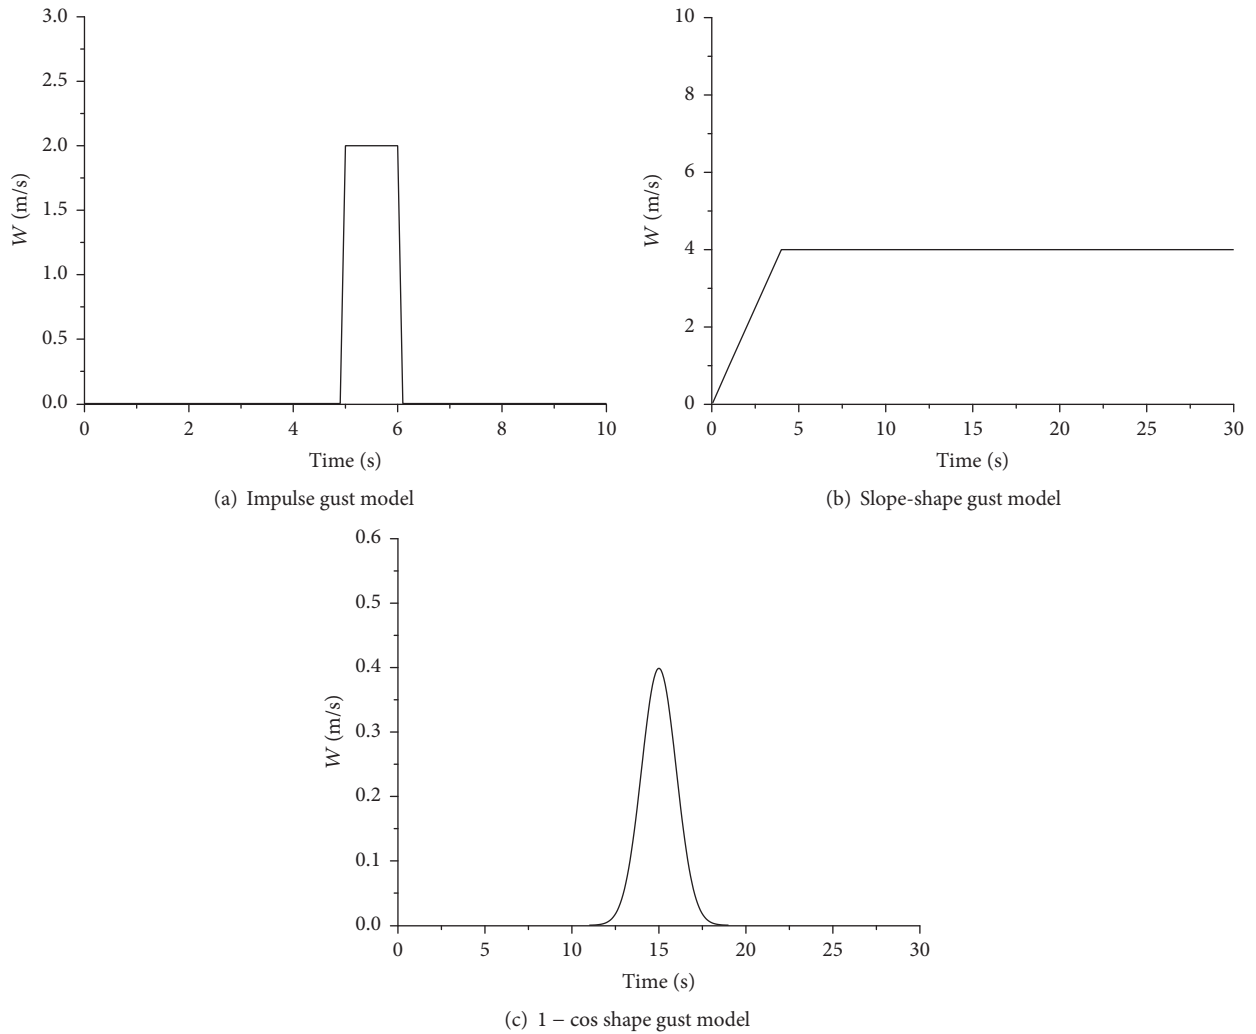 3.0
2.5
2.0
1.5
1.0
0.5
0.0
W (m/s)
0 2 4 6 8 10
Time (s)
(a) Impulse gust model
10
8
6
4
2
0
W (m/s)
0 5 10 15 20 25 30
Time (s)
(b) Slope-shape gust model
0.6
0.5
0.4
0.3
0.2
0.1
0.0
W (m/s)
0 5 10 15 20 25 30
Time (s)
(c) 1 − cos shape gust model